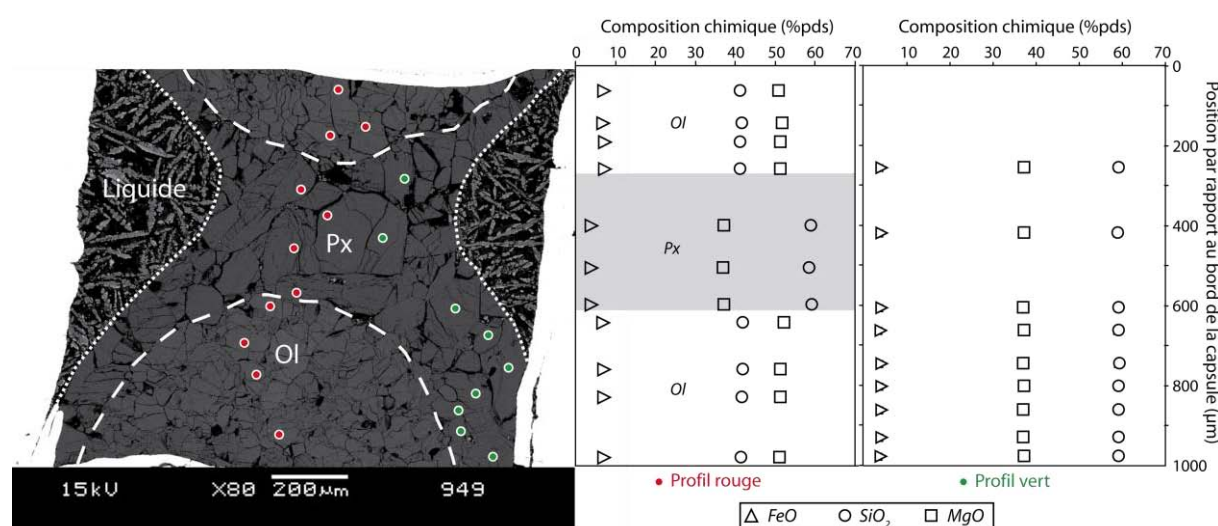 Composition chimique (%pds)
Composition chimique (%pds)
0 10 20 30 40 50 60 70
10 20 30 40 50 60 70
0
Ol
200
Liquide
Px
Px
400
600
Ol
Ol
800
1000
Position par rapport au bord de la capsule (µm)
15kV X80 200µm 949
Profil rouge
Profil vert
FeO SiO₂ MgO